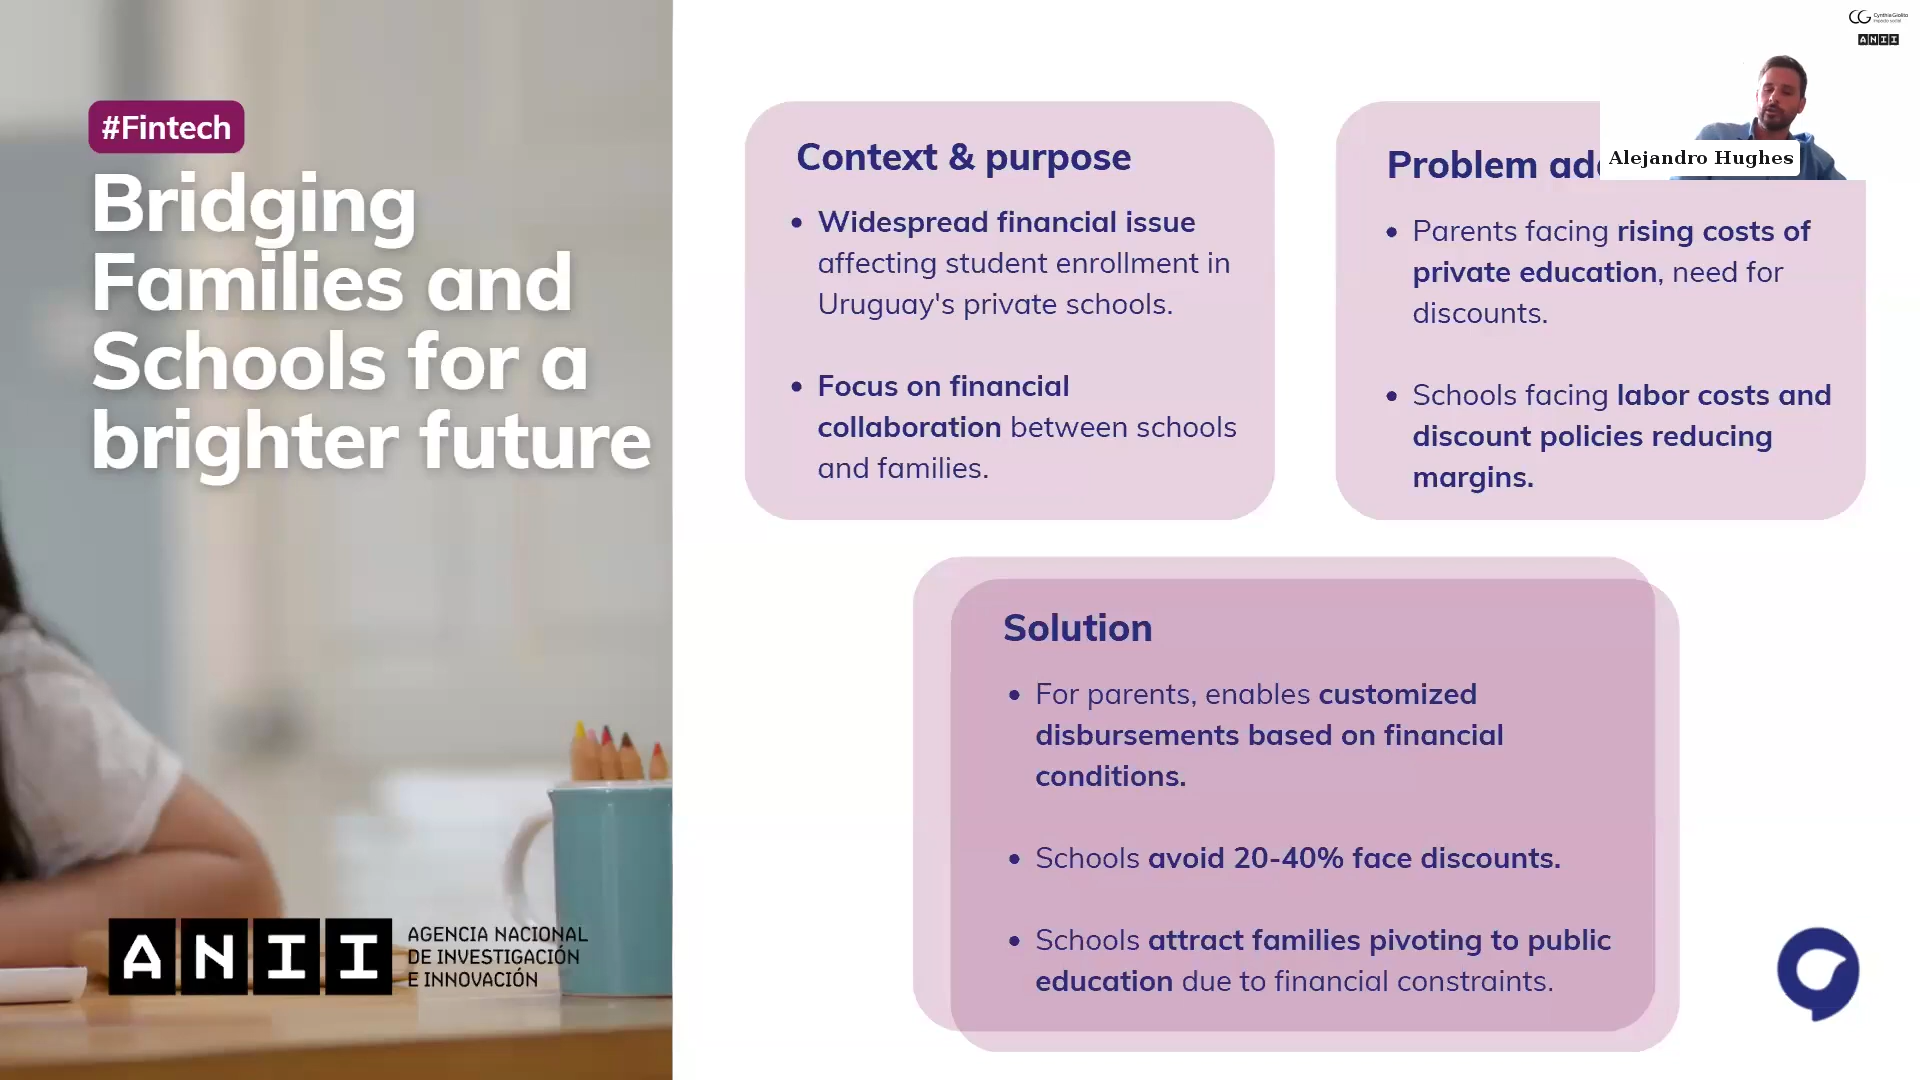 #Fintech
Bridging
Families and
Schools for a
brighter future
ANII
AGENCIA NACIONAL
DE INVESTIGACIÓN
E INNOVACIÓN
Context & purpose
• Widespread financial issue
affecting student enrollment in
Uruguay's private schools.
• Focus on financial
collaboration between schools
and families.
Problem
• Parents facing rising costs of
private education, need for
discounts.
• Schools facing labor costs and
discount policies reducing
margins.
Solution
• For parents, enables customized
disbursements based on financial
conditions.
• Schools avoid 20-40% face discounts.
• Schools attract families pivoting to public
education due to financial constraints.
CG Cynthia Giolito
ANII
Alejandro Hughes